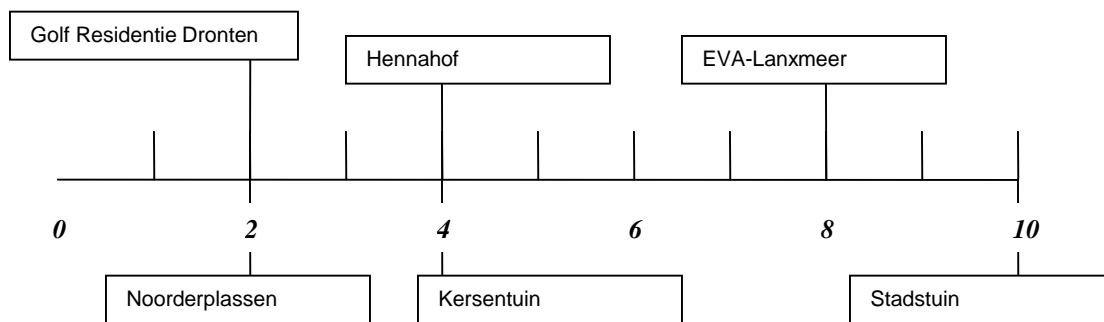 Golf Residentie Dronten
Hennahof EVA-Lanxmeer
0 2 4 6 8 10
Noorderplassen Kersentuin Stadstuin